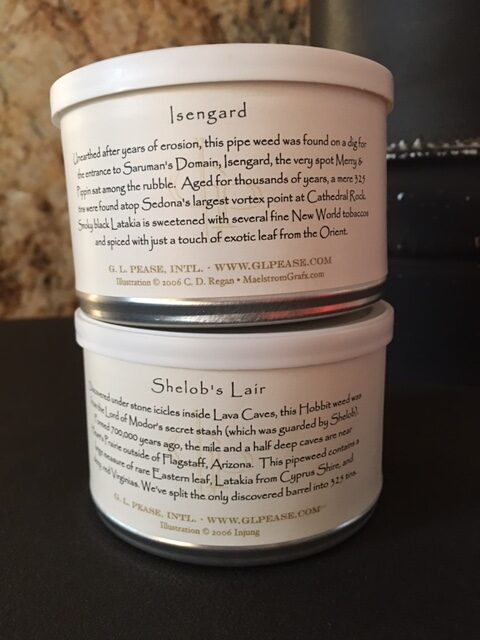 Isengard
Unearthed after years of erosion, this pipe weed was found on a dig for
the entrance to Saruman's Domain, Isengard, the very spot Merry &
Pippin sat among the rubble. Aged for thousands of years, a mere 325
tins were found atop Sedona's largest vortex point at Cathedral Rock.
Smoky black Latakia is sweetened with several fine New World tobaccos
and spiced with just a touch of exotic leaf from the Orient.
G. L. PEASE, INTL. · WWW.GLPEASE.COM
Illustration © 2006 C. D. Regan • MaelstromGrafx.com
Shelob's Lair
Discovered under stone icicles inside Lava Caves, this Hobbit weed was
the Lord of Modor's secret stash (which was guarded by Shelob).
Formed 700,000 years ago, the mile and a half deep caves are near
Prairie outside of Flagstaff, Arizona. This pipeweed contains a
measure of rare Eastern leaf, Latakia from Cyprus Shire, and
red Virginias. We've split the only discovered barrel into 325 tins.
G. L. PEASE, INTL. · WWW.GLPEASE.COM
Illustration © 2006 Injung